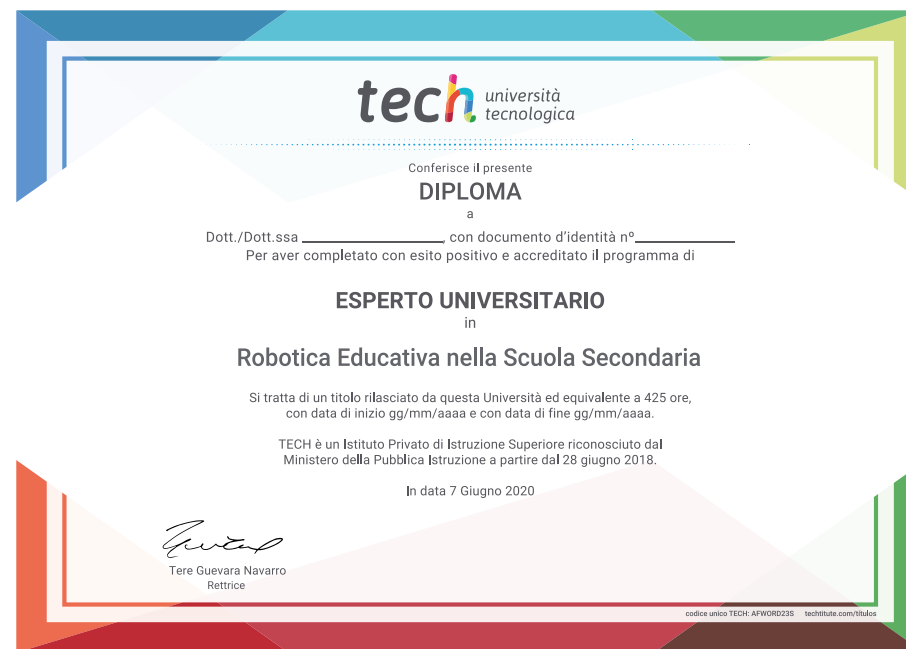 tech università
tecnologica
Conferisce il presente
DIPLOMA
a
Dott./Dott.ssa ____________________, con documento d'identità nº______________
Per aver completato con esito positivo e accreditato il programma di
ESPERTO UNIVERSITARIO
in
Robotica Educativa nella Scuola Secondaria
Si tratta di un titolo rilasciato da questa Università ed equivalente a 425 ore,
con data di inizio gg/mm/aaaa e con data di fine gg/mm/aaaa.
TECH è un Istituto Privato di Istruzione Superiore riconosciuto dal
Ministero della Pubblica Istruzione a partire dal 28 giugno 2018.
In data 7 Giugno 2020
Tere Guevara Navarro
Rettrice
codice unico TECH: AFWORD23S techtitute.com/titulos